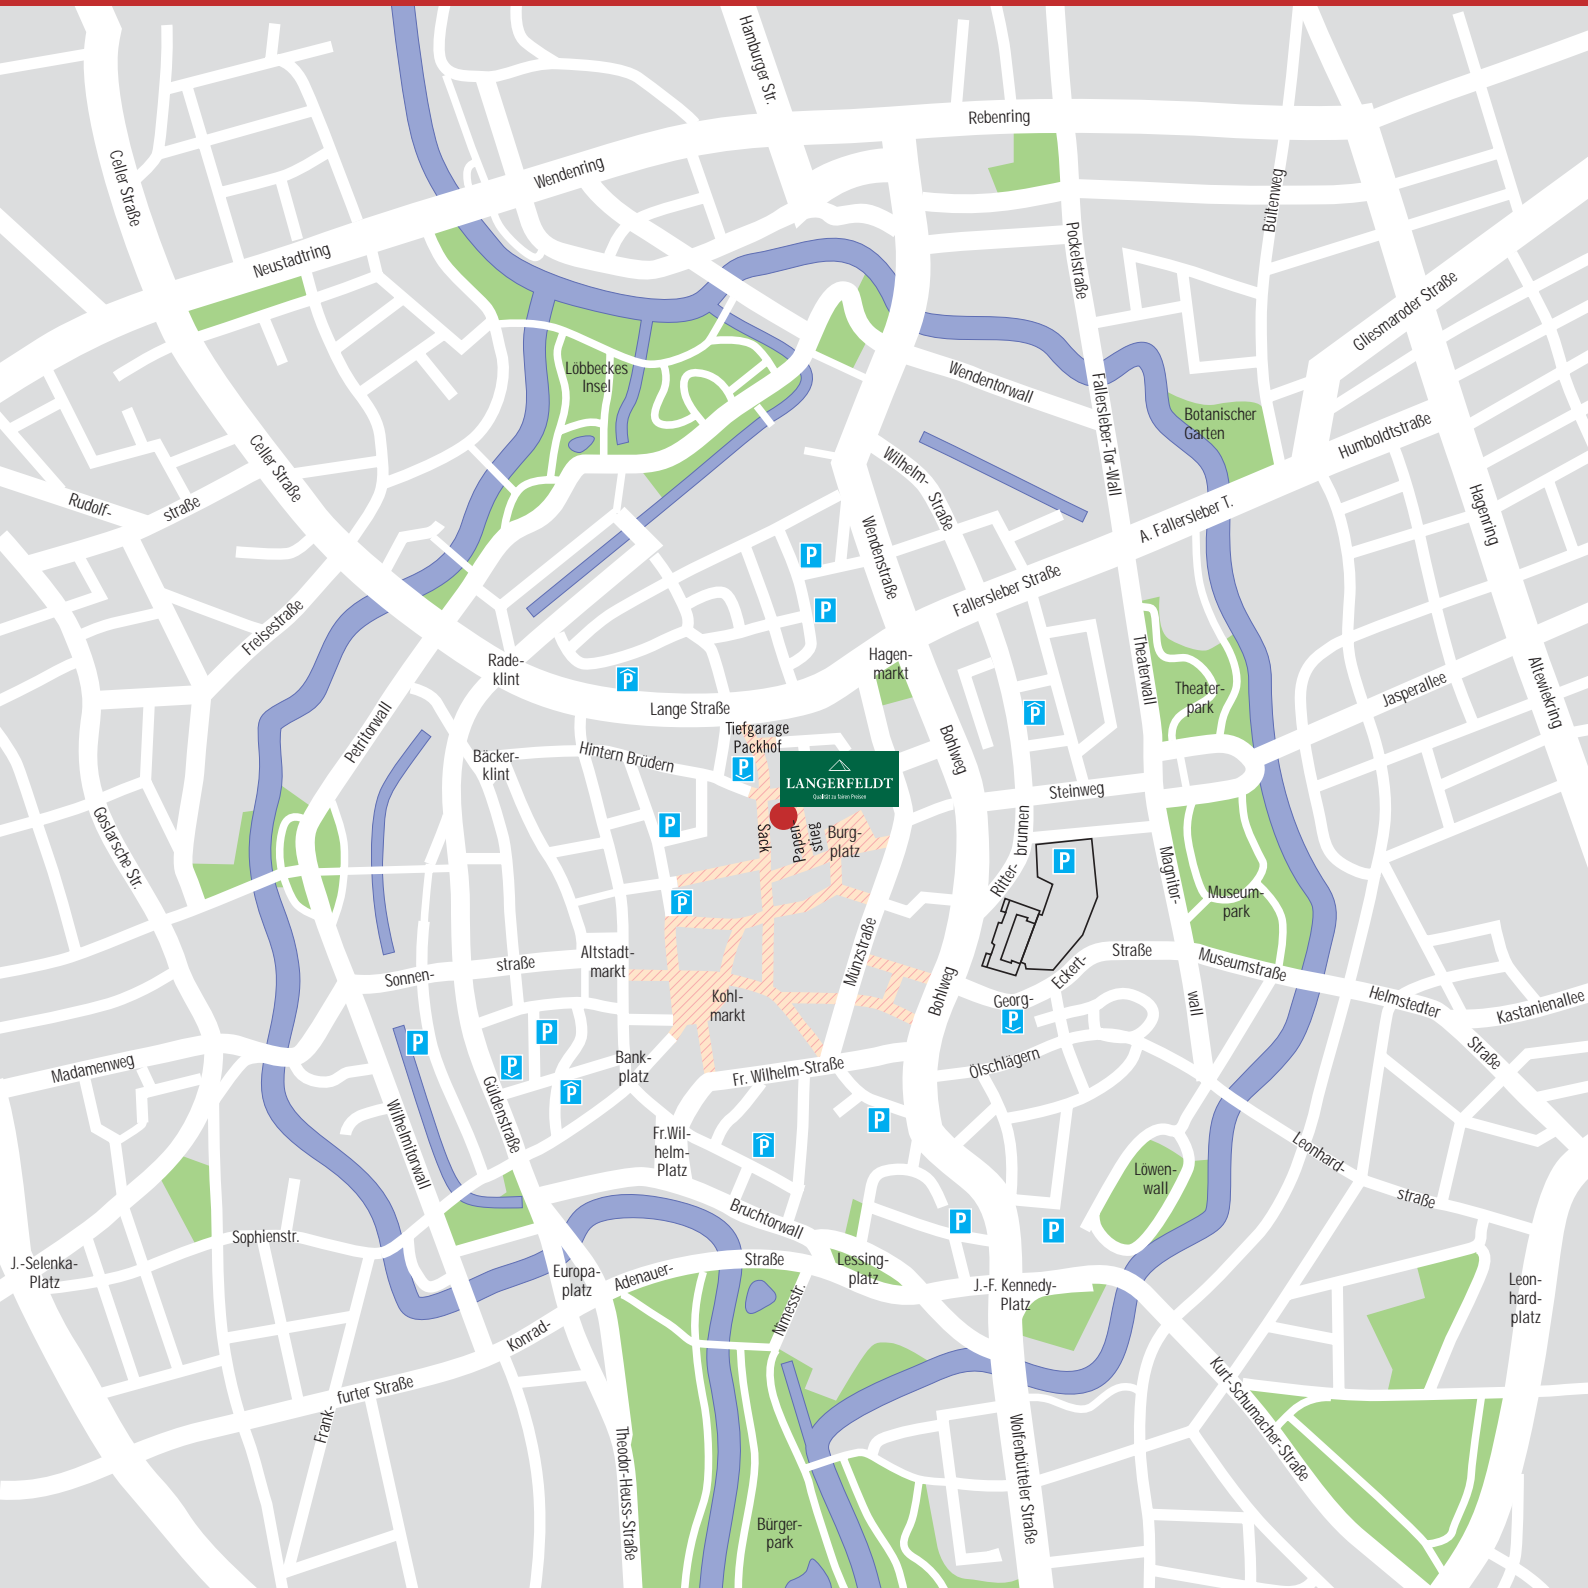 Hamburger Str.
Rebenring
Celler Straße
Wendenring
Bültenweg
Neustadtring
Pockelstraße
Gliesmaroder Straße
Löbbeckes
Insel
Wendentorwall
Fallersleber-Tor-Wall
Botanischer
Garten
Humboldtstraße
Celler Straße
Wilhelm-
Straße
Rudolf-
straße
A. Fallersleber T.
Hagenring
Wendenstraße
P
Fallersleber Straße
P
Freisestraße
Rade-
klint
Hagen-
markt
Theaterwall
Theater-
park
Jasperallee
Altewiekring
P
Lange Straße
P
Petritorwall
Tiefgarage
Packhof
Bohlweg
Bäcker-
klint
Hintern Brüdern
P
LANGERFELDT
Qualität zu fairen Preisen
Steinweg
Goslarsche Str.
P
Sack
Papen-
stieg
Burg-
platz
Ritter-
brunnen
P
Magnitor-
wall
Museum-
park
P
Münzstraße
Altstadt-
markt
Sonnen-
straße
Georg-
Eckert-
Straße
Museumstraße
Bohlweg
Kohl-
markt
P
Helmstedter
Straße
Kastanienallee
P
P
Madamenweg
P
P
Bank-
platz
Fr. Wilhelm-Straße
Ölschlägern
Güldenstraße
Wilhelmitorwall
P
Fr.Wil-
helm-
Platz
P
Leonhard-
straße
Löwen-
wall
Bruchtorwall
P
P
Sophienstr.
J.-Selenka-
Platz
Europa-
platz
Konrad-
Adenauer-
Straße
Lessing-
platz
Nimesstr.
J.-F. Kennedy-
Platz
Leon-
hard-
platz
Frank-
furter Straße
Kurt-Schumacher-Straße
Theodor-Heuss-Straße
Wolfenbütteler Straße
Bürger-
park